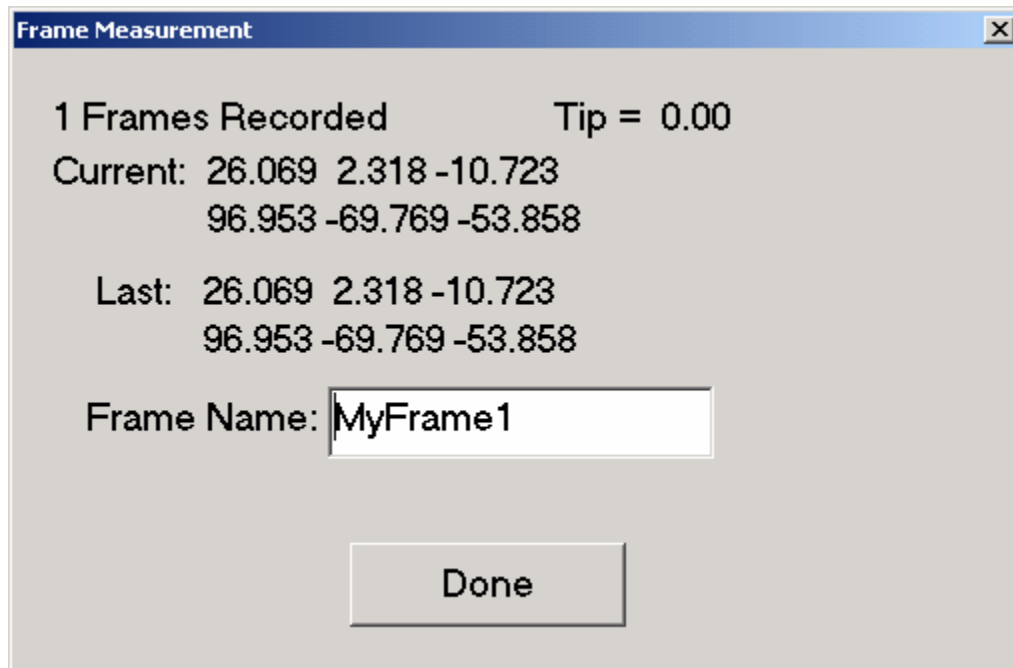 Frame Measurement
1 Frames Recorded Tip = 0.00
Current: 26.069 2.318 -10.723
96.953 -69.769 -53.858
Last: 26.069 2.318 -10.723
96.953 -69.769 -53.858
Frame Name: MyFrame1
Done